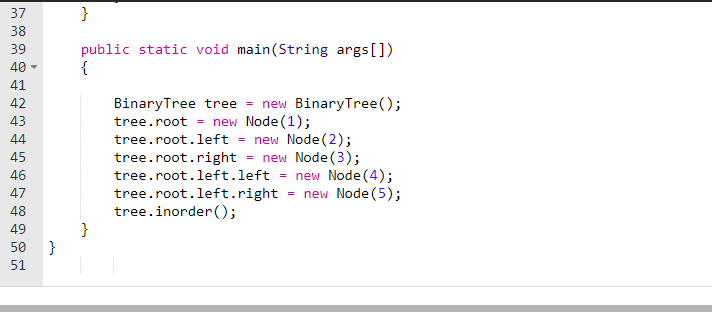 37 }
38
39 public static void main(String args[])
40 {
41
42 BinaryTree tree = new BinaryTree();
43 tree.root = new Node(1);
44 tree.root.left = new Node(2);
45 tree.root.right = new Node(3);
46 tree.root.left.left = new Node(4);
47 tree.root.left.right = new Node(5);
48 tree.inorder();
49 }
50 }
51